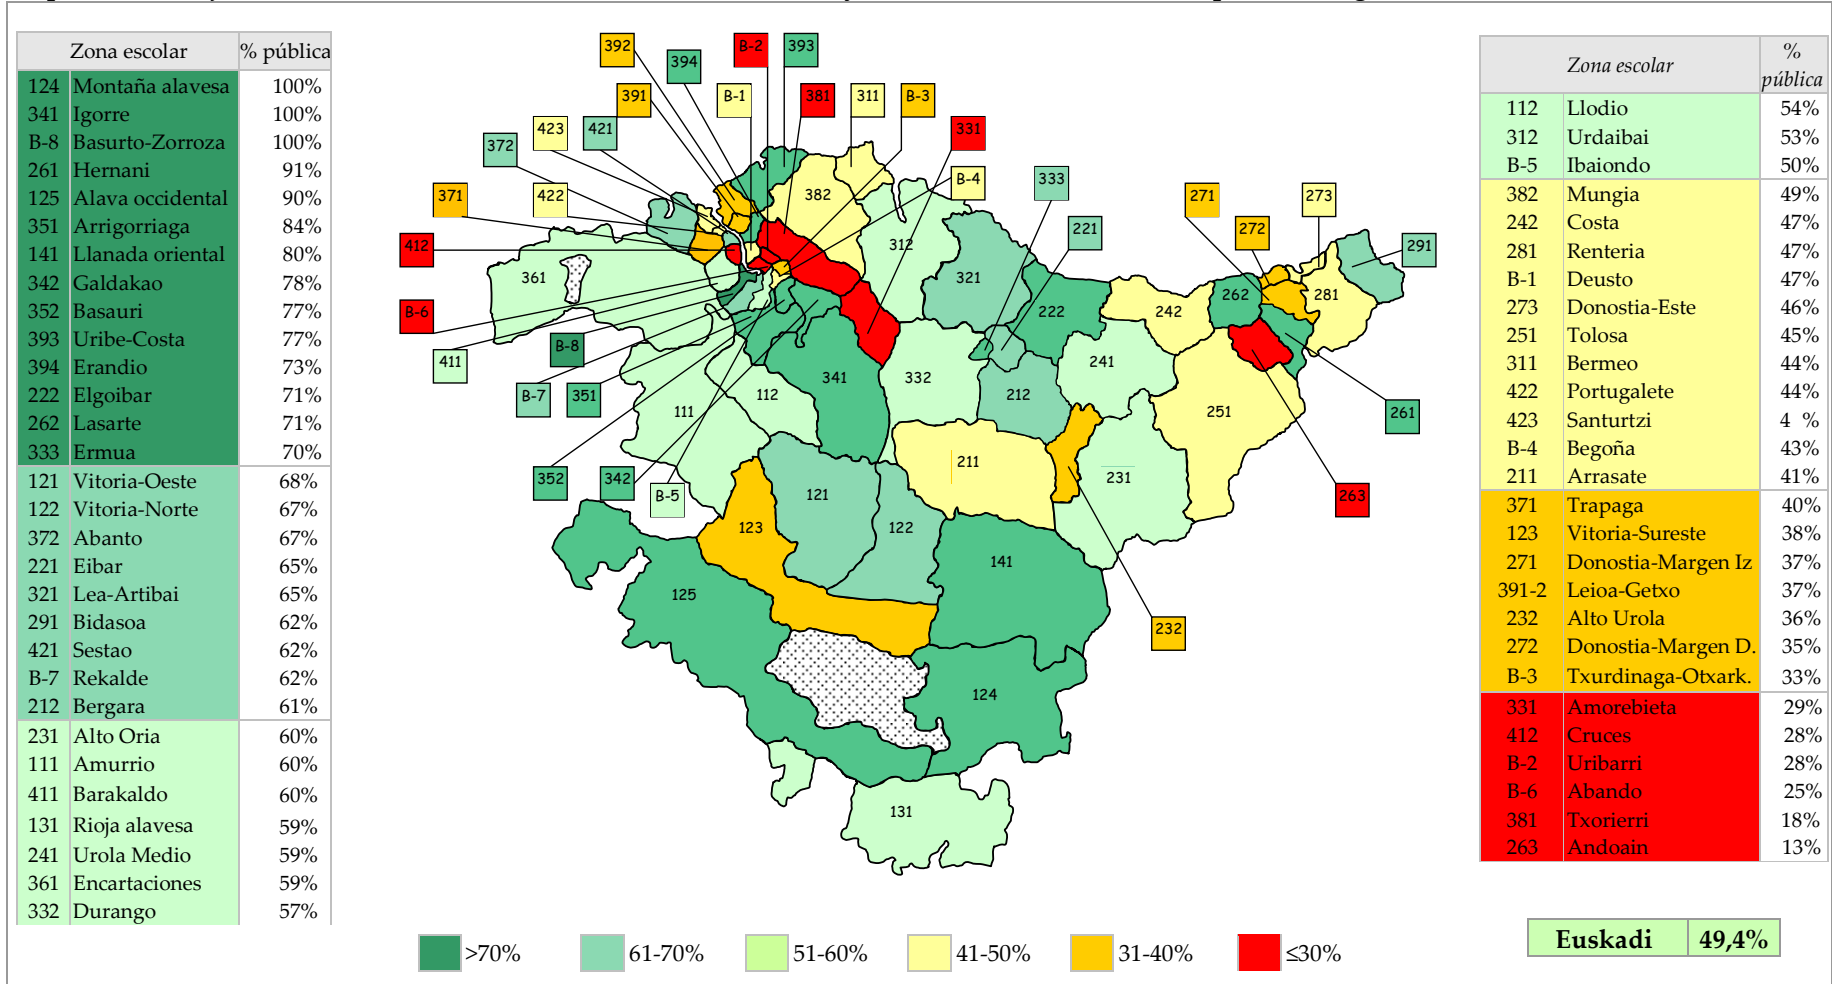 Zona escolar % pública
124 Montaña alavesa 100%
341 Igorre 100%
B-8 Basurto-Zorroza 100%
261 Hernani 91%
125 Alava occidental 90%
351 Arrigorriaga 84%
141 Llanada oriental 80%
342 Galdakao 78%
352 Basauri 77%
393 Uribe-Costa 77%
394 Erandio 73%
222 Elgoibar 71%
262 Lasarte 71%
333 Ermua 70%
121 Vitoria-Oeste 68%
122 Vitoria-Norte 67%
372 Abanto 67%
221 Eibar 65%
321 Lea-Artibai 65%
291 Bidasoa 62%
421 Sestao 62%
B-7 Rekalde 62%
212 Bergara 61%
231 Alto Oria 60%
111 Amurrio 60%
411 Barakaldo 60%
131 Rioja alavesa 59%
241 Urola Medio 59%
361 Encartaciones 59%
332 Durango 57%
392
394
B-2
393
391
B-1
381
311
B-3
423
421
331
372
B-4
333
371
422
382
271
273
412
312
221
272
291
361
321
262
281
B-6
222
242
411
B-8
341
332
241
B-7
351
112
212
111
251
261
211
231
352
342
B-5
121
263
123
122
141
125
232
124
131
Zona escolar % pública
112 Llodio 54%
312 Urdaibai 53%
B-5 Ibaiondo 50%
382 Mungia 49%
242 Costa 47%
281 Renteria 47%
B-1 Deusto 47%
273 Donostia-Este 46%
251 Tolosa 45%
311 Bermeo 44%
422 Portugalete 44%
423 Santurtzi 4 %
B-4 Begoña 43%
211 Arrasate 41%
371 Trapaga 40%
123 Vitoria-Sureste 38%
271 Donostia-Margen Iz 37%
391-2 Leioa-Getxo 37%
232 Alto Urola 36%
272 Donostia-Margen D. 35%
B-3 Txurdinaga-Otxark. 33%
331 Amorebieta 29%
412 Cruces 28%
B-2 Uribarri 28%
B-6 Abando 25%
381 Txorierri 18%
263 Andoain 13%
>70% 61-70% 51-60% 41-50% 31-40% ≤30%
Euskadi 49,4%